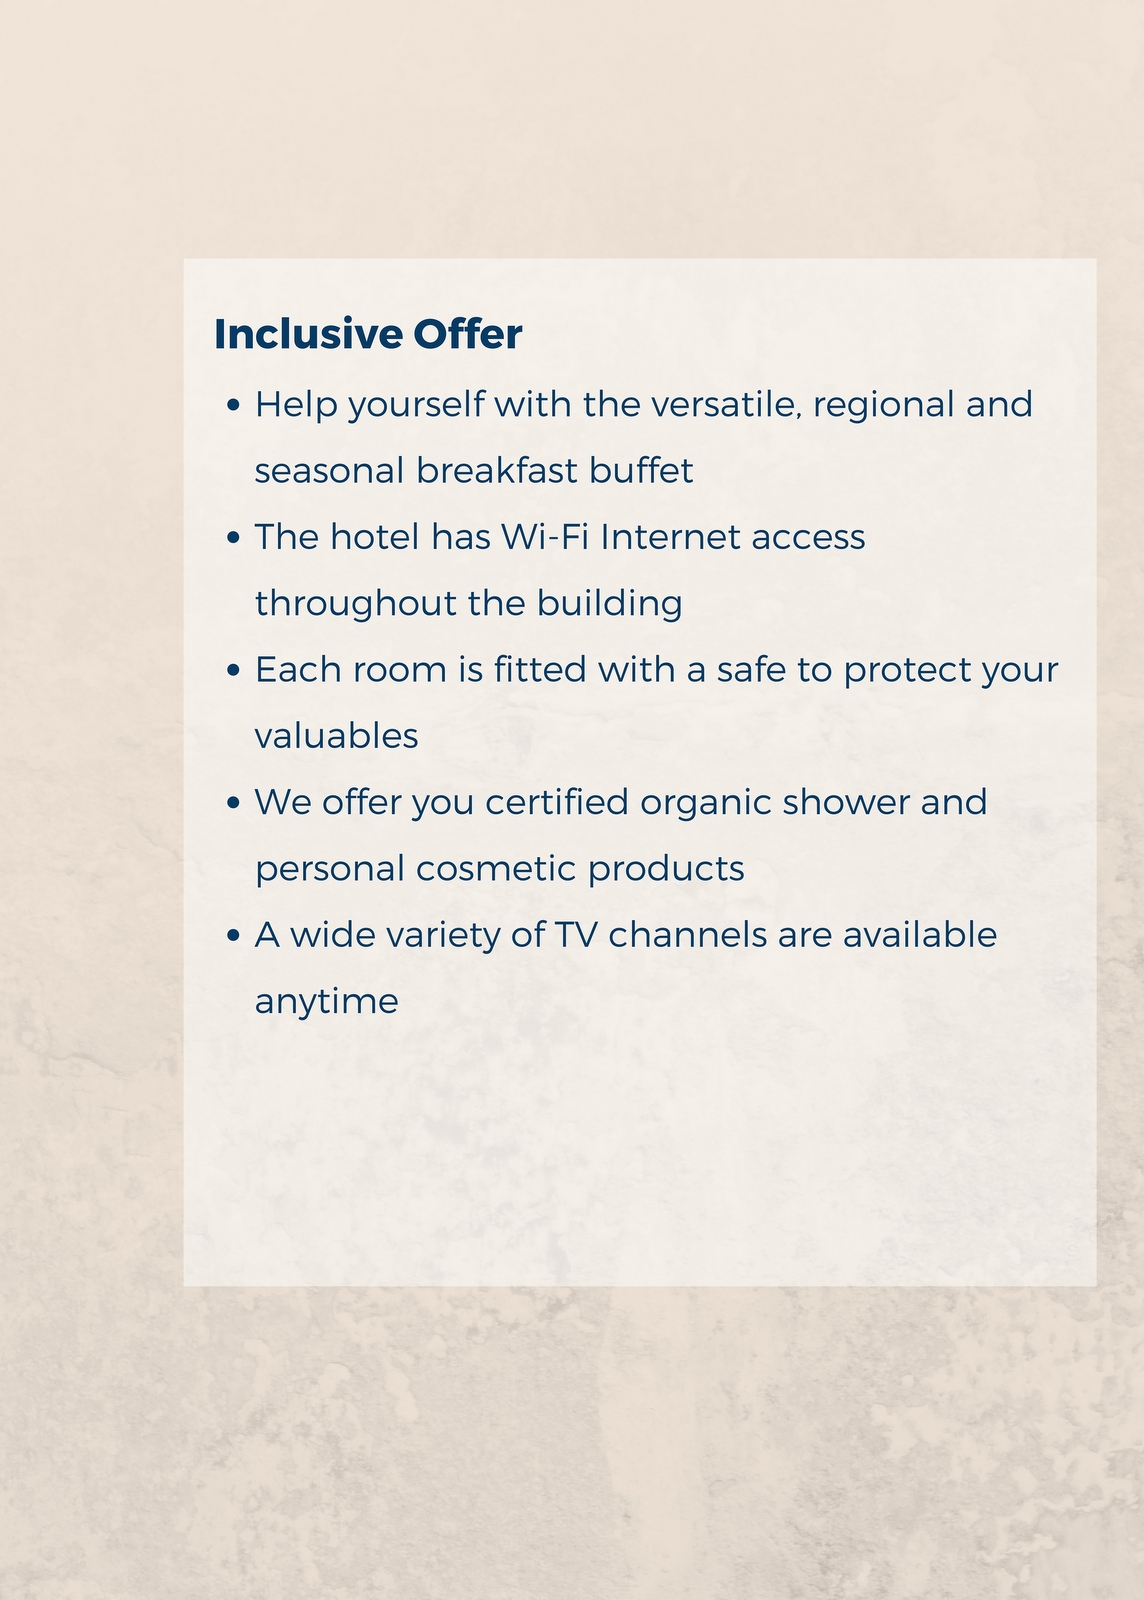 Inclusive Offer
• Help yourself with the versatile, regional and
seasonal breakfast buffet
• The hotel has Wi-Fi Internet access
throughout the building
• Each room is fitted with a safe to protect your
valuables
• We offer you certified organic shower and
personal cosmetic products
• A wide variety of TV channels are available
anytime